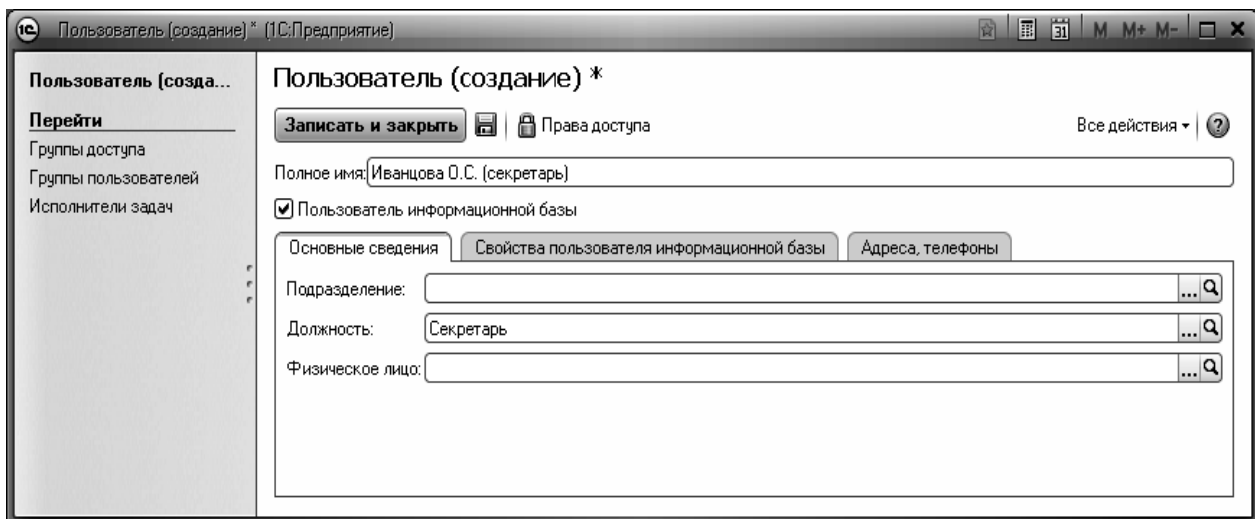 1С Пользователь (создание) * (1С:Предприятие) 31 M M+ M-
Пользователь (созда...
Перейти
Группы доступа
Группы пользователей
Исполнители задач
Пользователь (создание) *
Записать и закрыть Права доступа Все действия ?
Полное имя: Иванцова О.С. (секретарь)
Пользователь информационной базы
Основные сведения Свойства пользователя информационной базы Адреса, телефоны
Подразделение: ...
Должность: Секретарь ...
Физическое лицо: ...